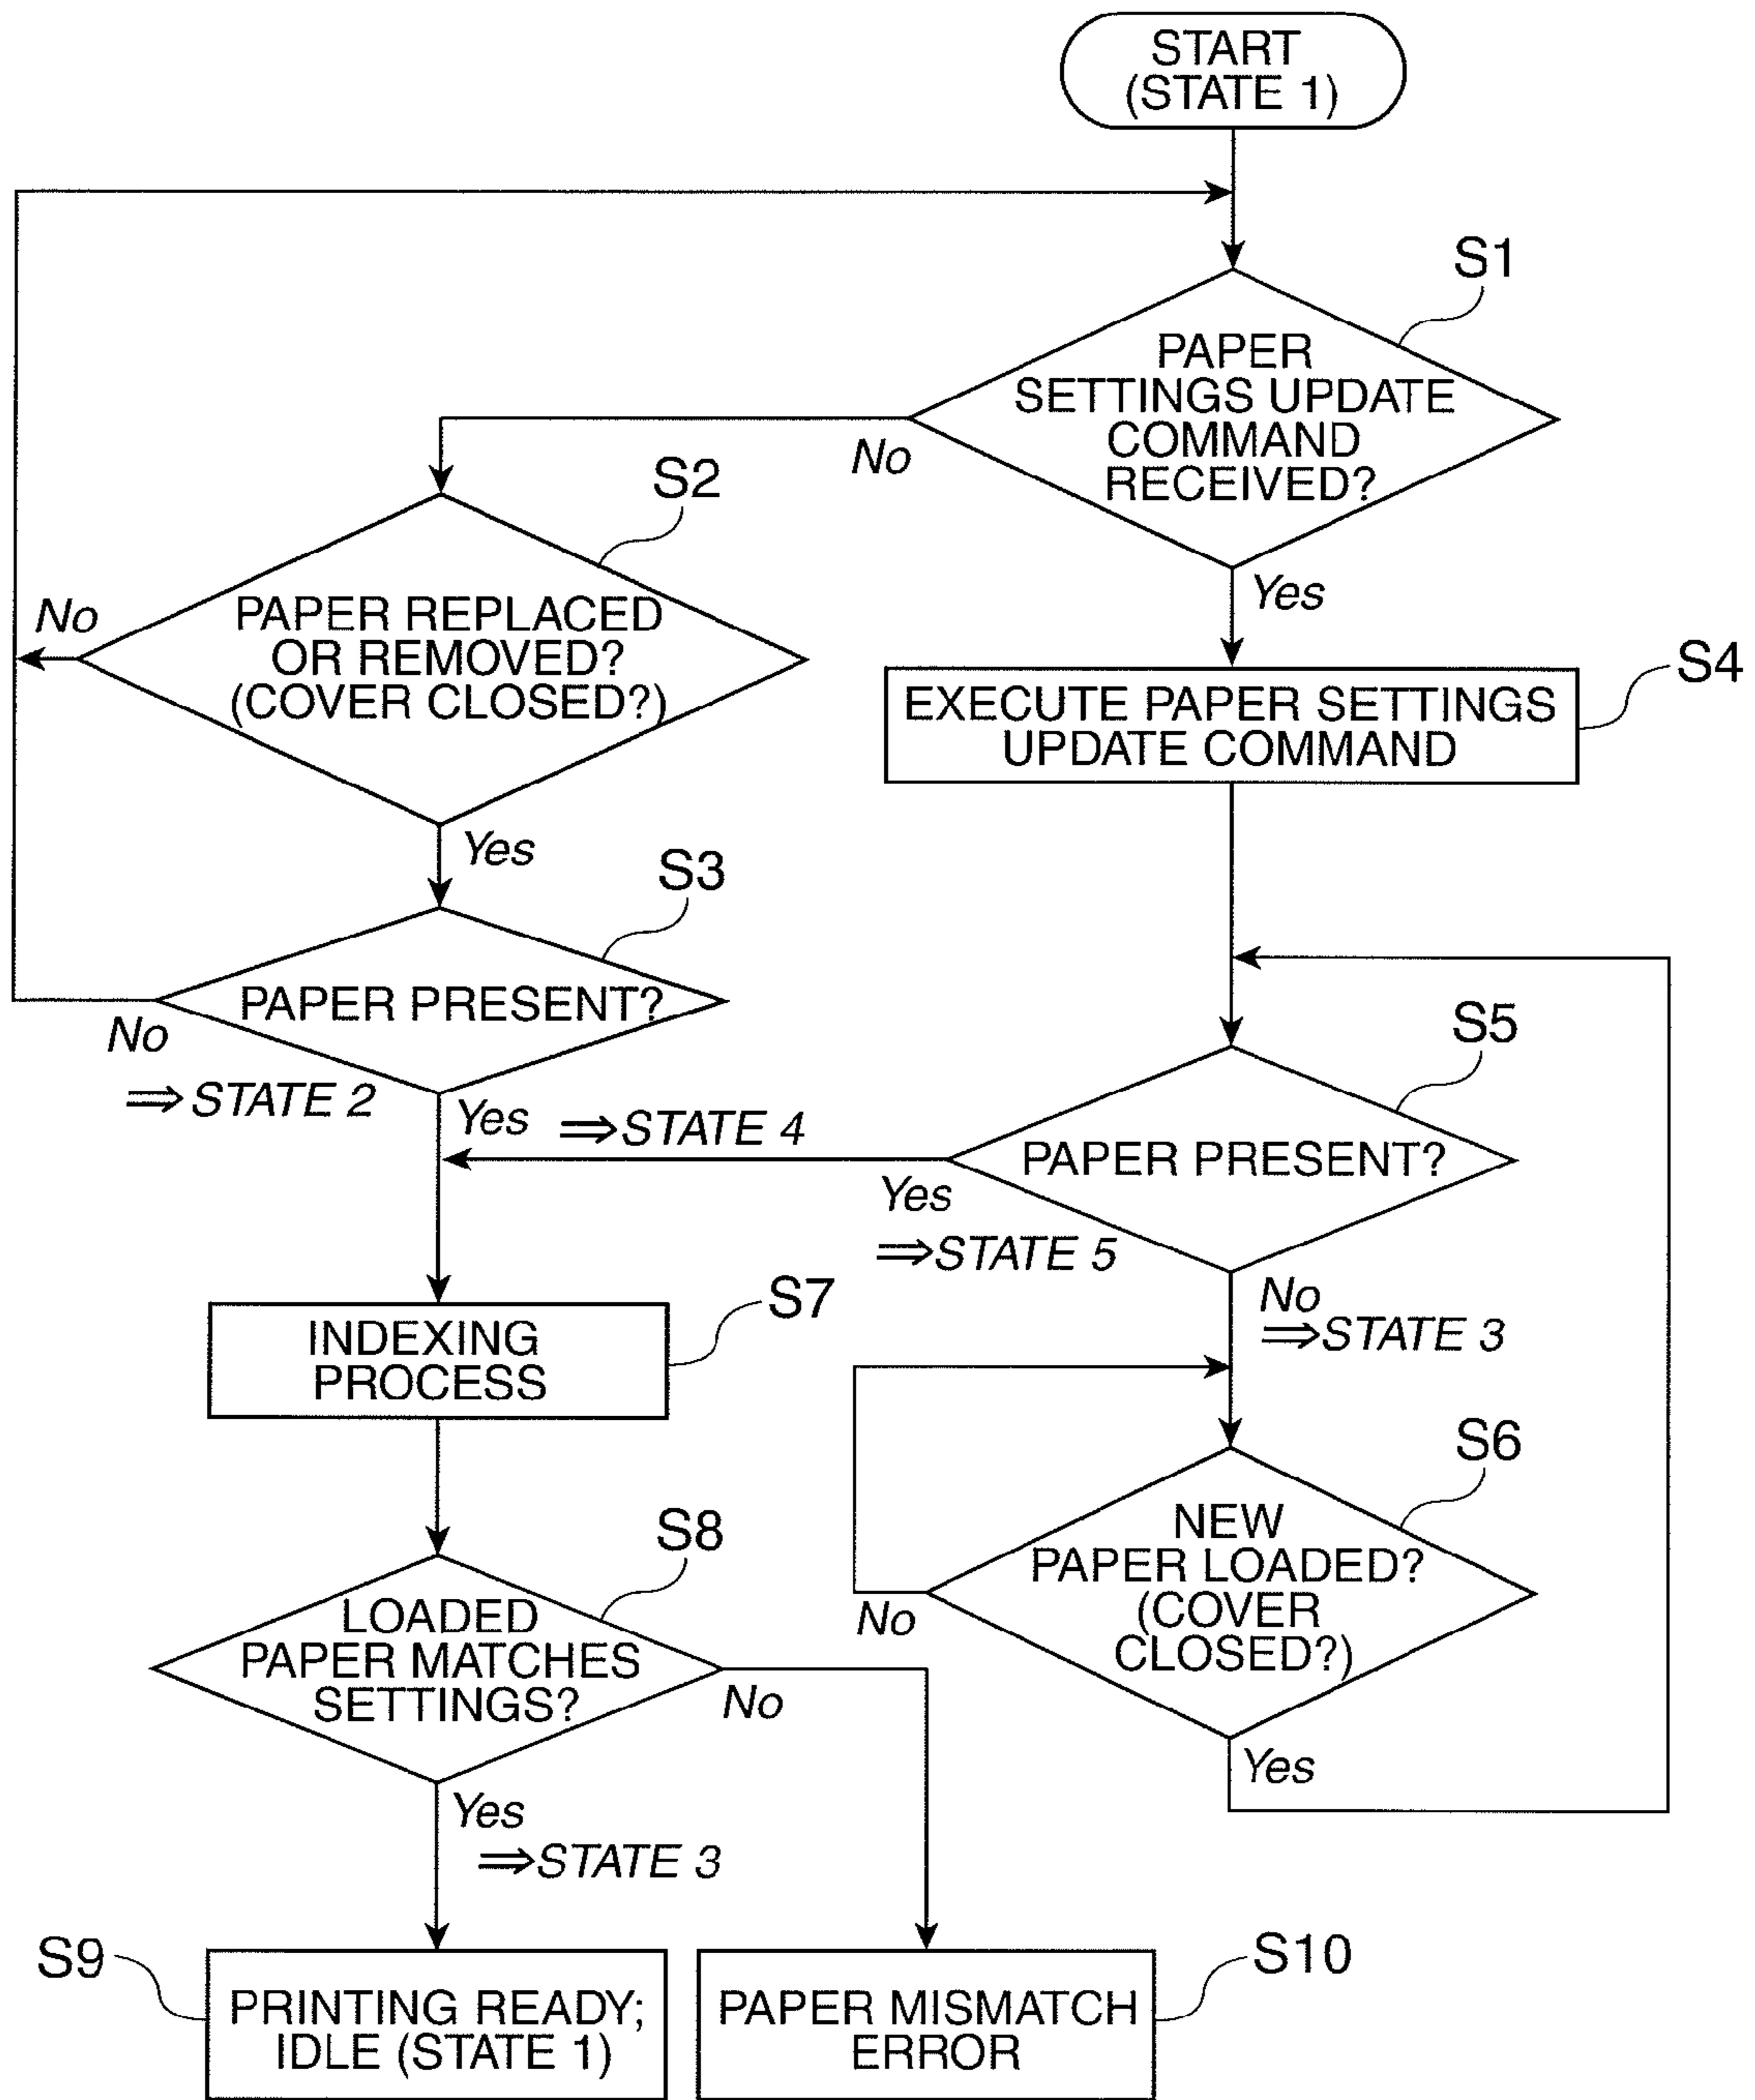 START
(STATE 1)
S1
PAPER
SETTINGS UPDATE
COMMAND
RECEIVED?
No
Yes
S2
PAPER REPLACED
OR REMOVED?
(COVER CLOSED?)
No
Yes
S4
EXECUTE PAPER SETTINGS
UPDATE COMMAND
S3
PAPER PRESENT?
No
⇒STATE 2
Yes
⇒STATE 4
S5
PAPER PRESENT?
Yes
⇒STATE 5
No
⇒STATE 3
S7
INDEXING
PROCESS
S6
NEW
PAPER LOADED?
(COVER
CLOSED?)
No
Yes
S8
LOADED
PAPER MATCHES
SETTINGS?
No
Yes
⇒STATE 3
S9
PRINTING READY;
IDLE (STATE 1)
S10
PAPER MISMATCH
ERROR